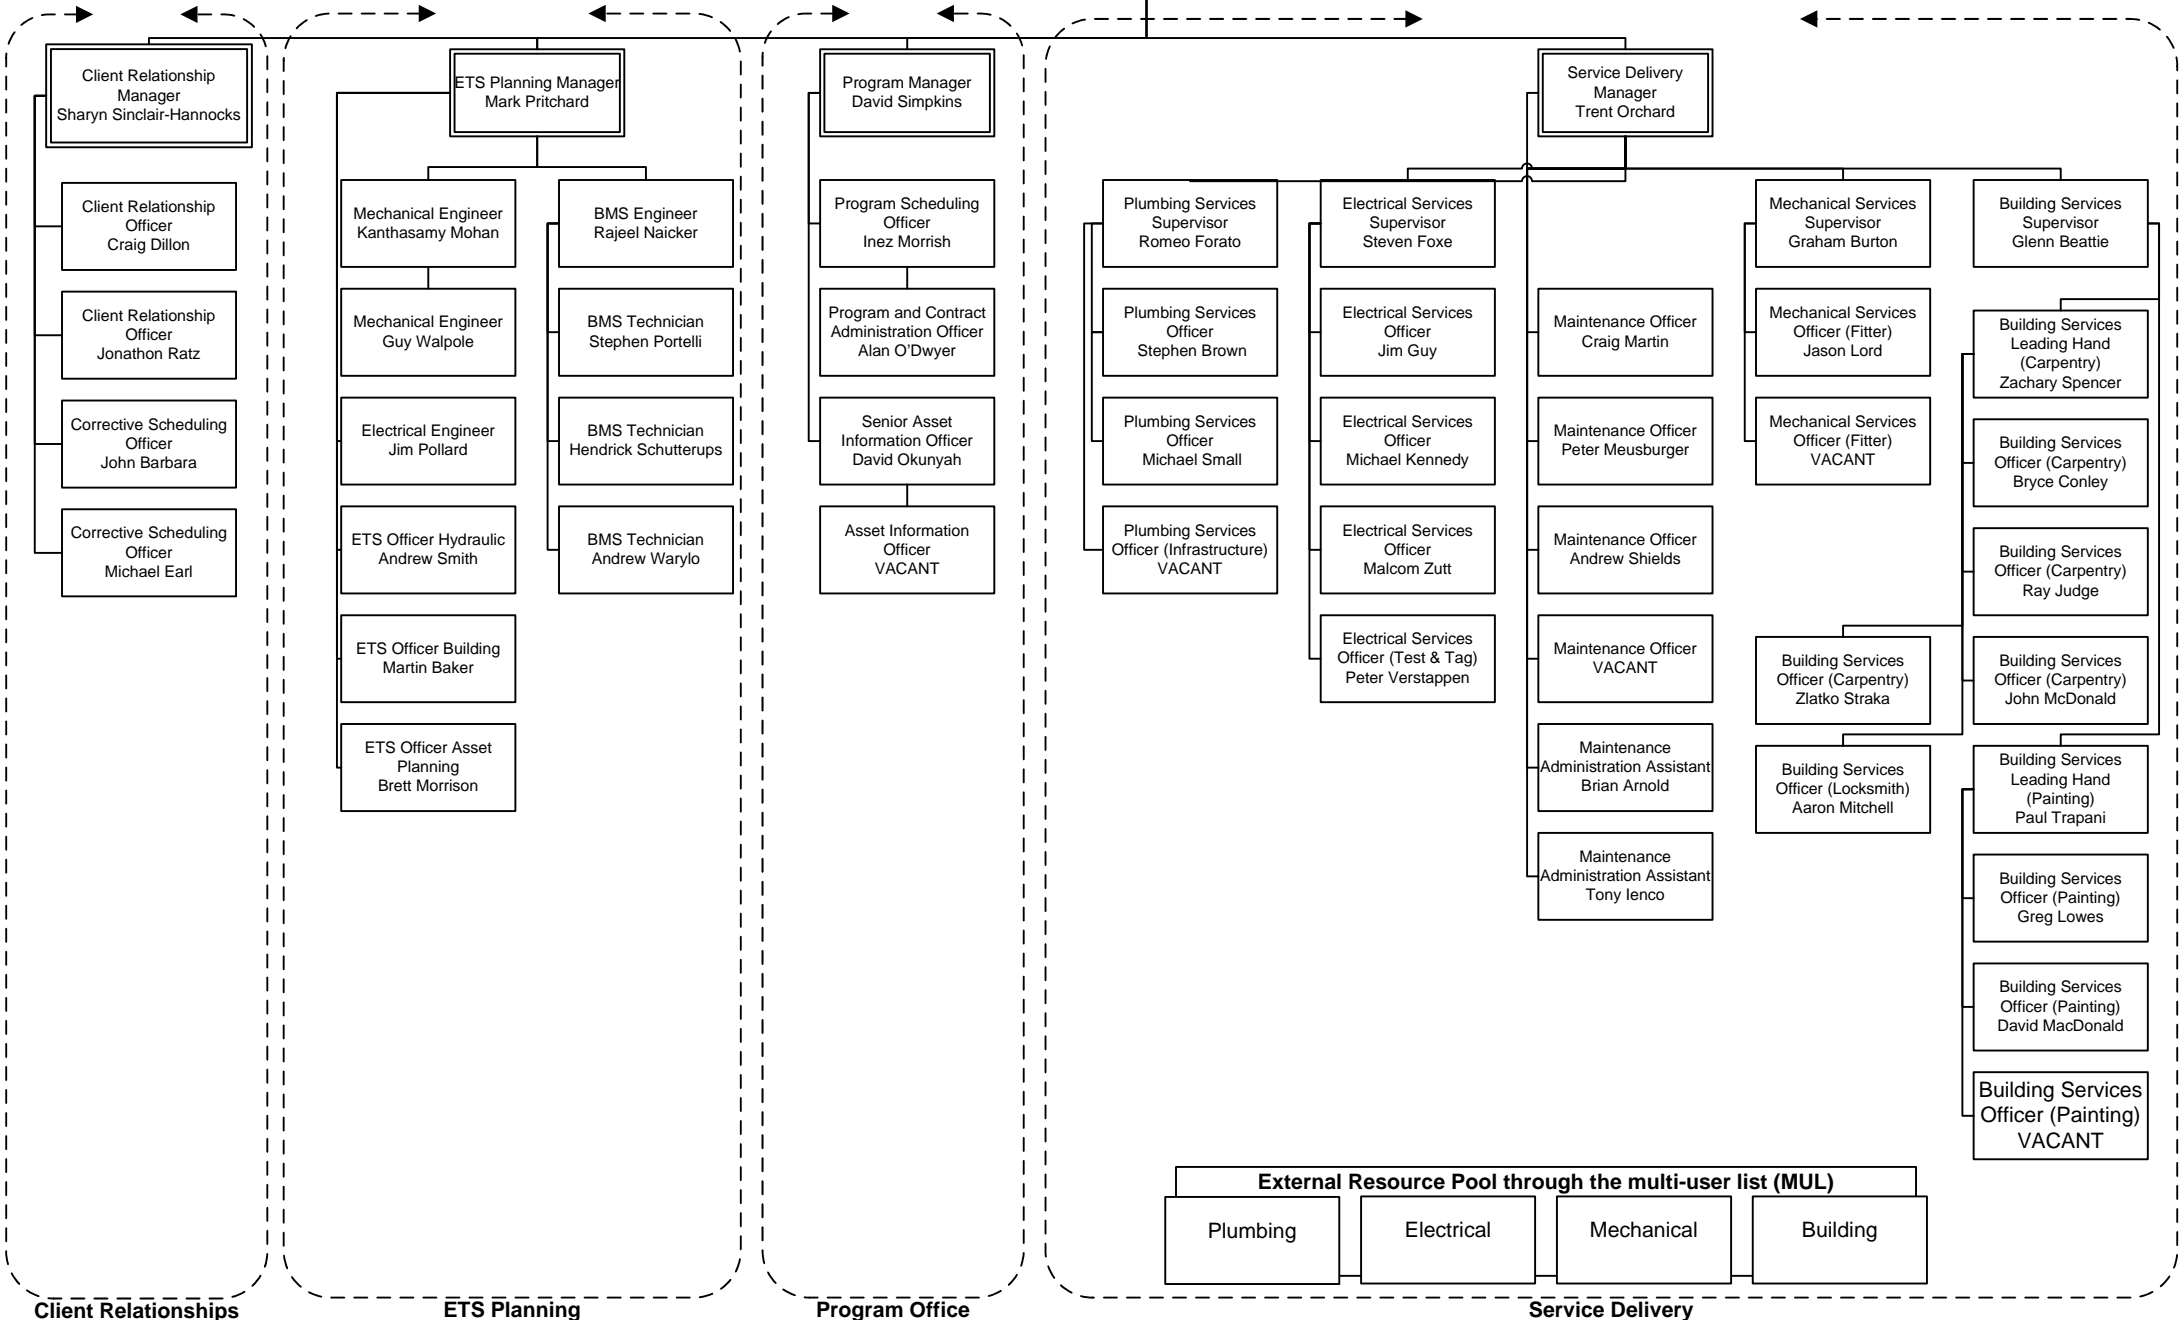 Client Relationship
Manager
Sharyn Sinclair-Hannocks
Client Relationship
Officer
Craig Dillon
Client Relationship
Officer
Jonathon Ratz
Corrective Scheduling
Officer
John Barbara
Corrective Scheduling
Officer
Michael Earl
Client Relationships
ETS Planning Manager
Mark Pritchard
Mechanical Engineer
Kanthasamy Mohan
Mechanical Engineer
Guy Walpole
Electrical Engineer
Jim Pollard
ETS Officer Hydraulic
Andrew Smith
ETS Officer Building
Martin Baker
ETS Officer Asset
Planning
Brett Morrison
BMS Engineer
Rajeel Naicker
BMS Technician
Stephen Portelli
BMS Technician
Hendrick Schutterups
BMS Technician
Andrew Warylo
ETS Planning
Program Manager
David Simpkins
Program Scheduling
Officer
Inez Morrish
Program and Contract
Administration Officer
Alan O’Dwyer
Senior Asset
Information Officer
David Okunyah
Asset Information
Officer
VACANT
Program Office
Service Delivery
Manager
Trent Orchard
Plumbing Services
Supervisor
Romeo Forato
Plumbing Services
Officer
Stephen Brown
Plumbing Services
Officer
Michael Small
Plumbing Services
Officer (Infrastructure)
VACANT
Electrical Services
Supervisor
Steven Foxe
Electrical Services
Officer
Jim Guy
Electrical Services
Officer
Michael Kennedy
Electrical Services
Officer
Malcom Zutt
Electrical Services
Officer (Test & Tag)
Peter Verstappen
Maintenance Officer
Craig Martin
Maintenance Officer
Peter Meusburger
Maintenance Officer
Andrew Shields
Maintenance Officer
VACANT
Maintenance
Administration Assistant
Brian Arnold
Maintenance
Administration Assistant
Tony Ienco
Mechanical Services
Supervisor
Graham Burton
Mechanical Services
Officer (Fitter)
Jason Lord
Mechanical Services
Officer (Fitter)
VACANT
Building Services
Officer (Carpentry)
Zlatko Straka
Building Services
Officer (Locksmith)
Aaron Mitchell
Building Services
Supervisor
Glenn Beattie
Building Services
Leading Hand
(Carpentry)
Zachary Spencer
Building Services
Officer (Carpentry)
Bryce Conley
Building Services
Officer (Carpentry)
Ray Judge
Building Services
Officer (Carpentry)
John McDonald
Building Services
Leading Hand
(Painting)
Paul Trapani
Building Services
Officer (Painting)
Greg Lowes
Building Services
Officer (Painting)
David MacDonald
Building Services
Officer (Painting)
VACANT
External Resource Pool through the multi-user list (MUL)
Plumbing
Electrical
Mechanical
Building
Service Delivery